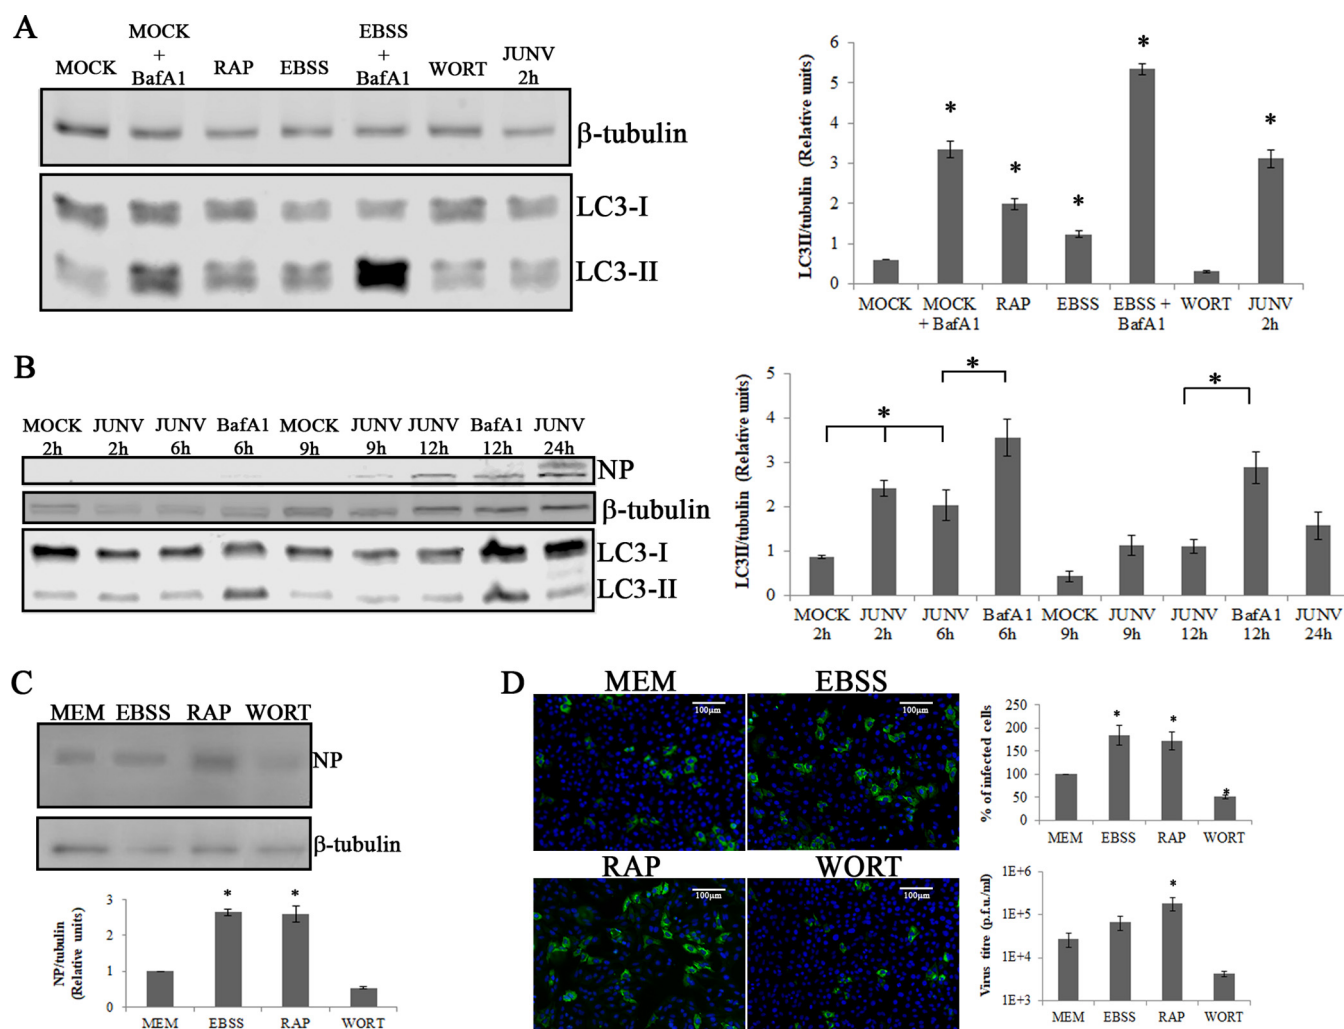 A
MOCK
MOCK
+
BafA1
RAP
EBSS
EBSS
+
BafA1
WORT
JUNV
2h
β-tubulin
LC3-I
LC3-II
LC3II/tubulin (Relative units)
6
5
4
3
2
1
0
*
*
*
*
*
MOCK
MOCK
+ BafA1
RAP
EBSS
EBSS +
BafA1
WORT
JUNV
2h
B
MOCK JUNV JUNV BafA1 MOCK JUNV JUNV BafA1 JUNV
2h 2h 6h 6h 9h 9h 12h 12h 24h
NP
β-tubulin
LC3-I
LC3-II
LC3II/tubulin (Relative units)
5
4
3
2
1
0
*
*
*
MOCK JUNV JUNV BafA1 MOCK JUNV JUNV BafA1 JUNV
2h 2h 6h 6h 9h 9h 12h 12h 24h
C
MEM EBSS RAP WORT
NP
β-tubulin
NP/tubulin
(Relative units)
3
2
1
0
*
*
MEM EBSS RAP WORT
D
MEM
100µm
EBSS
100µm
RAP
100µm
WORT
100µm
% of infected cells
250
200
150
100
50
0
*
*
*
MEM EBSS RAP WORT
Virus titre (p.f.u./ml)
1E+6
1E+5
1E+4
1E+3
*
MEM EBSS RAP WORT